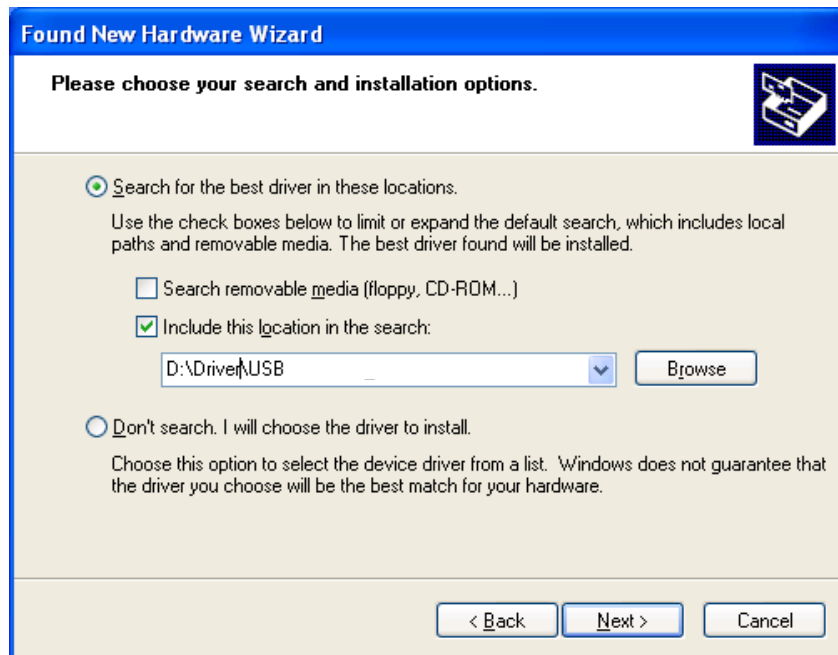 Found New Hardware Wizard
Please choose your search and installation options.
Search for the best driver in these locations.
Use the check boxes below to limit or expand the default search, which includes local
paths and removable media. The best driver found will be installed.
Search removable media (floppy, CD-ROM...)
Include this location in the search:
D:\Driver\USB
Browse
Don't search. I will choose the driver to install.
Choose this option to select the device driver from a list. Windows does not guarantee that
the driver you choose will be the best match for your hardware.
< Back
Next >
Cancel